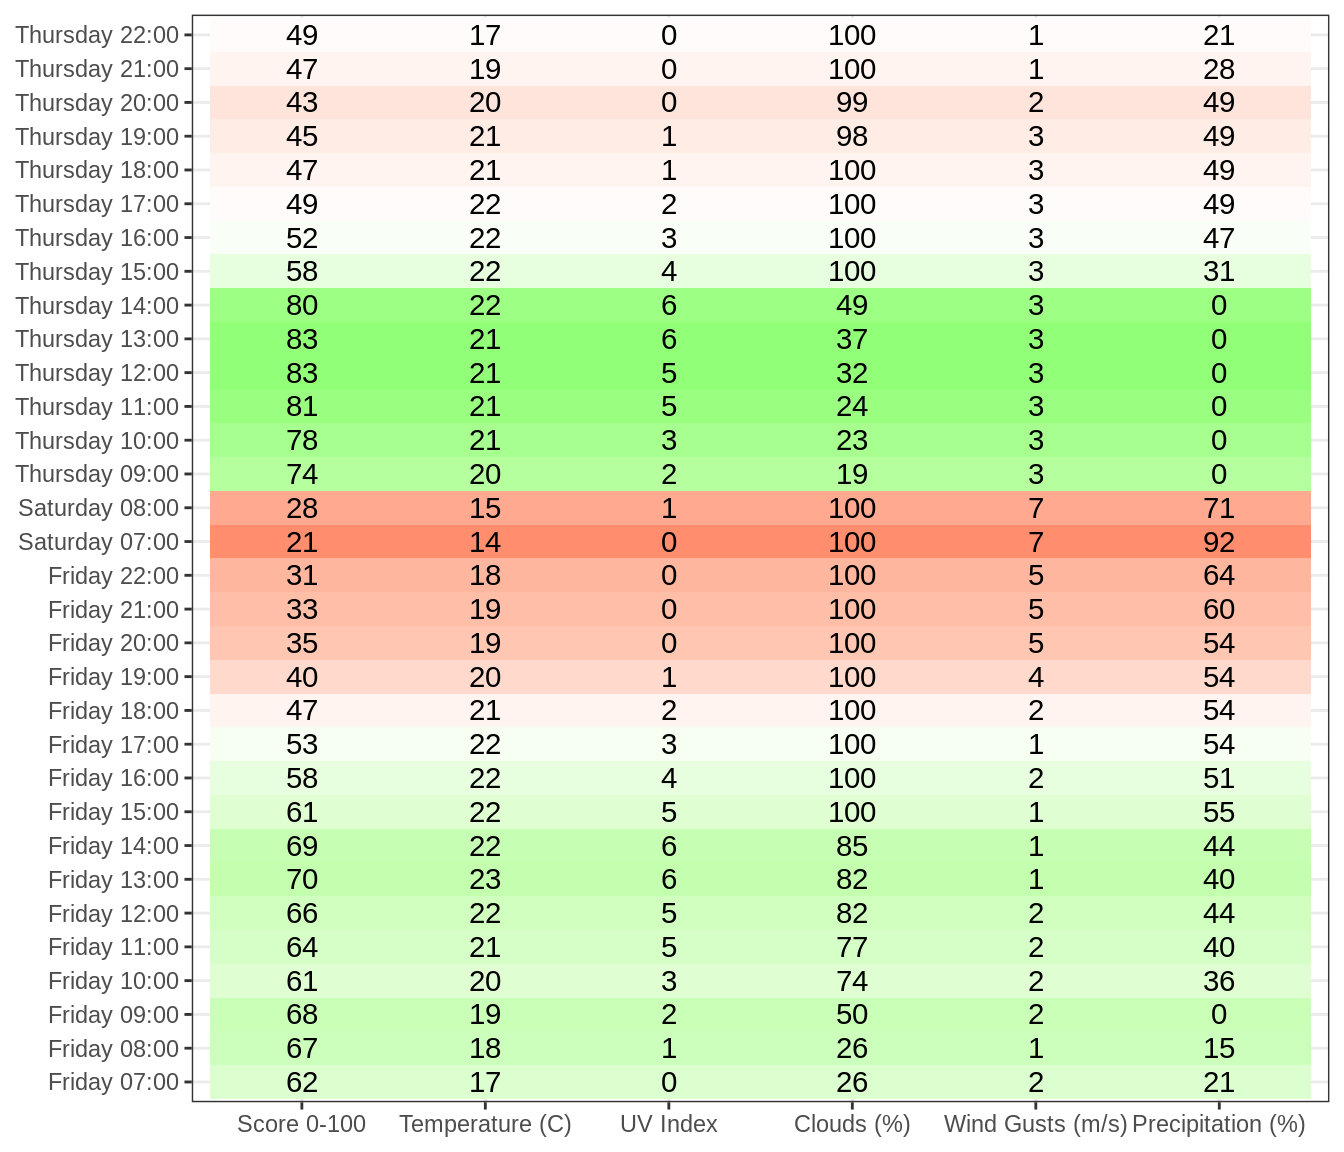 Thursday 22:00 49 17 0 100 1 21
Thursday 21:00 47 19 0 100 1 28
Thursday 20:00 43 20 0 99 2 49
Thursday 19:00 45 21 1 98 3 49
Thursday 18:00 47 21 1 100 3 49
Thursday 17:00 49 22 2 100 3 49
Thursday 16:00 52 22 3 100 3 47
Thursday 15:00 58 22 4 100 3 31
Thursday 14:00 80 22 6 49 3 0
Thursday 13:00 83 21 6 37 3 0
Thursday 12:00 83 21 5 32 3 0
Thursday 11:00 81 21 5 24 3 0
Thursday 10:00 78 21 3 23 3 0
Thursday 09:00 74 20 2 19 3 0
Saturday 08:00 28 15 1 100 7 71
Saturday 07:00 21 14 0 100 7 92
Friday 22:00 31 18 0 100 5 64
Friday 21:00 33 19 0 100 5 60
Friday 20:00 35 19 0 100 5 54
Friday 19:00 40 20 1 100 4 54
Friday 18:00 47 21 2 100 2 54
Friday 17:00 53 22 3 100 1 54
Friday 16:00 58 22 4 100 2 51
Friday 15:00 61 22 5 100 1 55
Friday 14:00 69 22 6 85 1 44
Friday 13:00 70 23 6 82 1 40
Friday 12:00 66 22 5 82 2 44
Friday 11:00 64 21 5 77 2 40
Friday 10:00 61 20 3 74 2 36
Friday 09:00 68 19 2 50 2 0
Friday 08:00 67 18 1 26 1 15
Friday 07:00 62 17 0 26 2 21
Score 0-100 Temperature (C) UV Index Clouds (%) Wind Gusts (m/s) Precipitation (%)